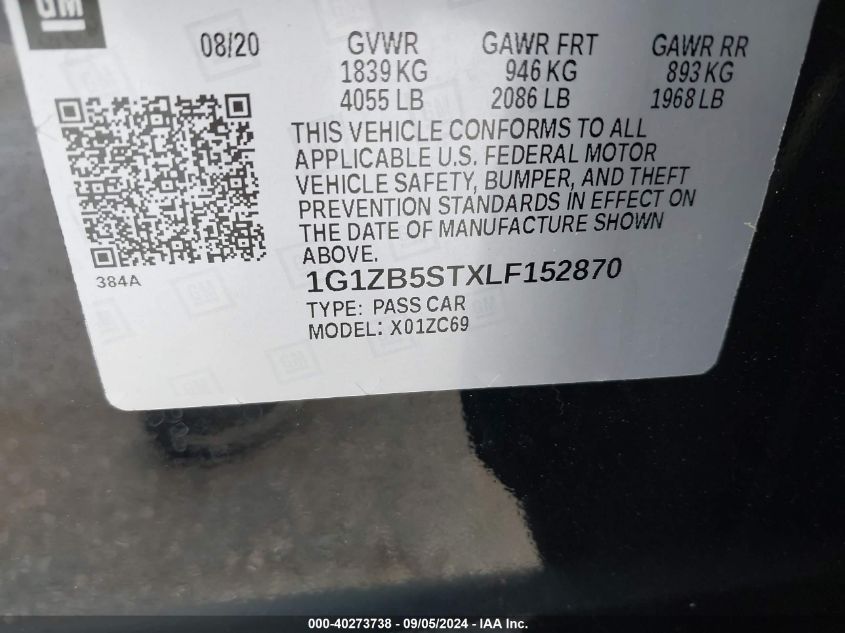 GM
08/20 GVWR GAWR FRT GAWR RR
1839 KG 946 KG 893 KG
4055 LB 2086 LB 1968 LB
THIS VEHICLE CONFORMS TO ALL
APPLICABLE U.S. FEDERAL MOTOR
VEHICLE SAFETY, BUMPER, AND THEFT
PREVENTION STANDARDS IN EFFECT ON
THE DATE OF MANUFACTURE SHOWN
ABOVE.
384A
1G1ZB5STXLF152870
TYPE: PASS CAR
MODEL: X01ZC69
000-40273738 - 09/05/2024 - IAA Inc.